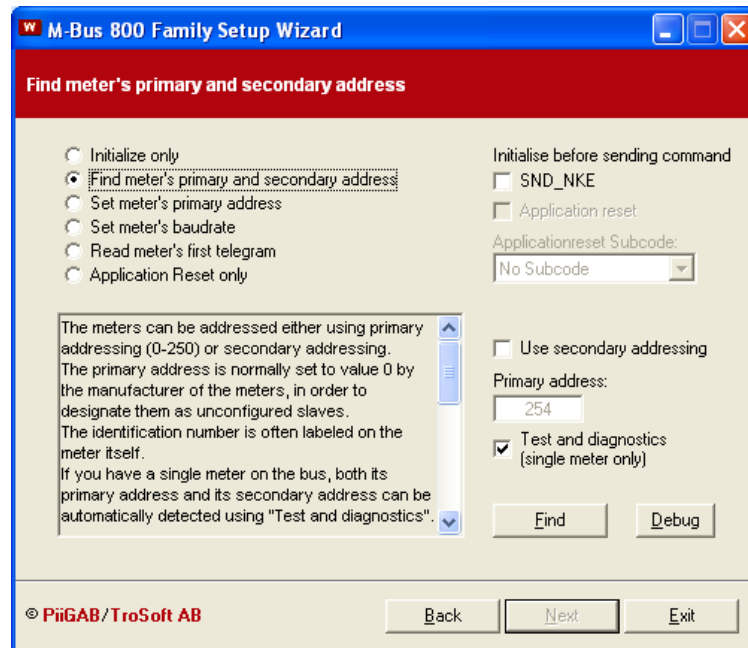 W M-Bus 800 Family Setup Wizard
Find meter's primary and secondary address
Initialize only
Find meter's primary and secondary address
Set meter's primary address
Set meter's baudrate
Read meter's first telegram
Application Reset only
Initialise before sending command
SND_NKE
Application reset
Applicationreset Subcode:
No Subcode
The meters can be addressed either using primary
addressing (0-250) or secondary addressing.
The primary address is normally set to value 0 by
the manufacturer of the meters, in order to
designate them as unconfigured slaves.
The identification number is often labeled on the
meter itself.
If you have a single meter on the bus, both its
primary address and its secondary address can be
automatically detected using "Test and diagnostics".
Use secondary addressing
Primary address:
254
Test and diagnostics
(single meter only)
Find Debug
© PiiGAB/TroSoft AB Back Next Exit